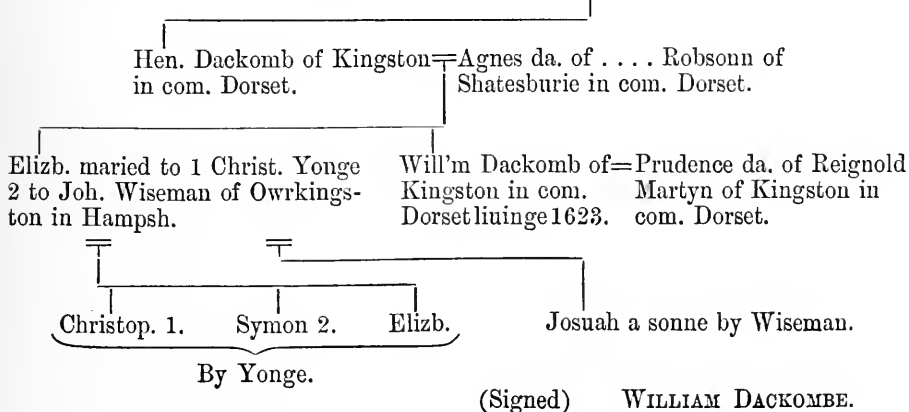 Hen. Dackomb of Kingston=Agnes da. of .... Robsonn of
in com. Dorset. Shatesburie in com. Dorset.
Elizb. maried to 1 Christ. Yonge Will'm Dackomb of=Prudence da. of Reignold
2 to Joh. Wiseman of Owrkings- Kingston in com. Martyn of Kingston in
ton in Hampsh. Dorset liuinge 1623. com. Dorset.
Christop. 1. Symon 2. Elizb. Josuah a sonne by Wiseman.
By Yonge.
(Signed) WILLIAM DACKOMBE.